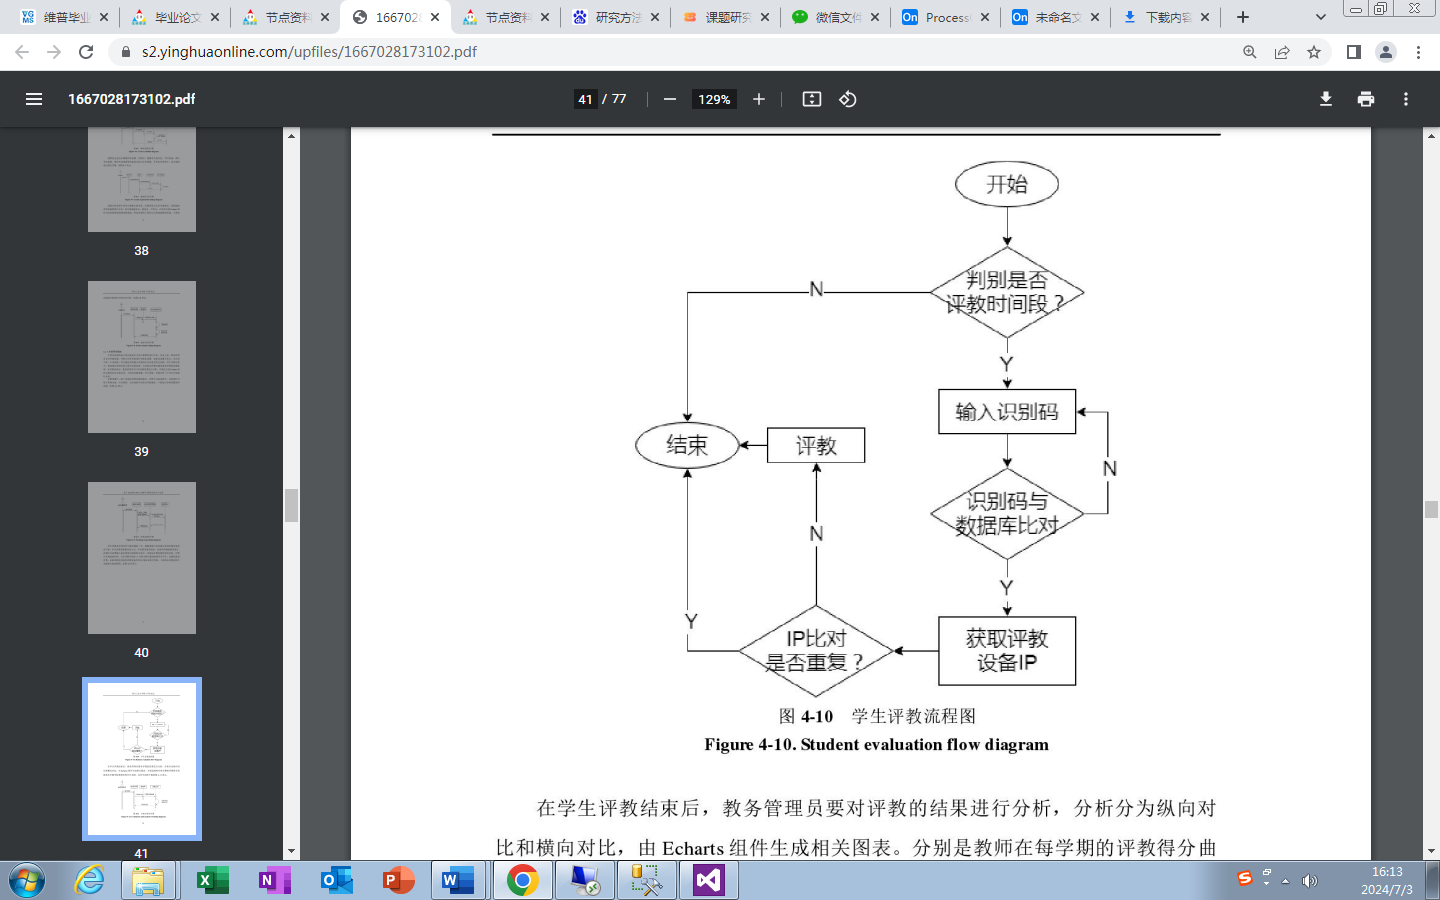 维普毕业
毕业论文
节点资料
1667028
节点资料
研究方法
课题研究
微信文件
Process
未命名文
下载内容
s2.yinghuaonline.com/upfiles/1667028173102.pdf
1667028173102.pdf
41 / 77
129%
38
39
40
41
开始
判别是否
评教时间段？
N
Y
输入识别码
结束
评教
N
识别码与
数据库比对
N
Y
Y
IP比对
是否重复？
获取评教
设备IP
图 4-10 学生评教流程图
Figure 4-10. Student evaluation flow diagram
在学生评教结束后，教务管理员要对评教的结果进行分析，分析分为纵向对
比和横向对比，由 Echarts 组件生成相关图表。分别是教师在每学期的评教得分曲
16:13
2024/7/3